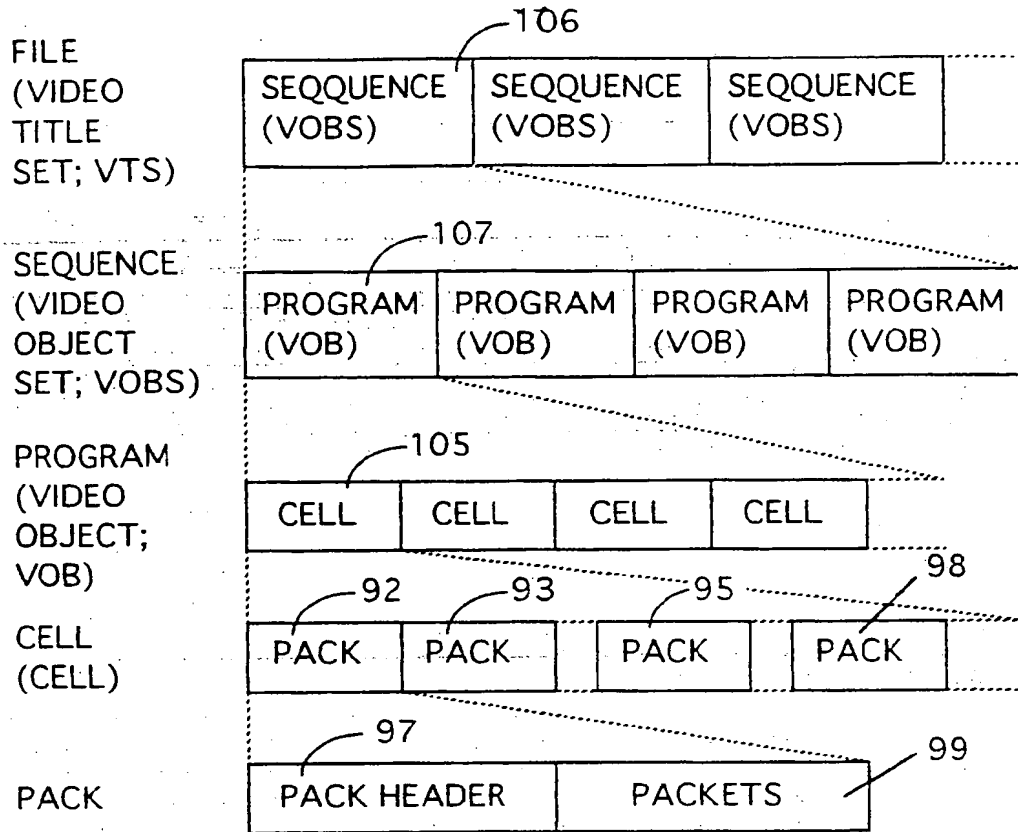 106
FILE
(VIDEO
TITLE
SET; VTS)
SEQQUENCE
(VOBS)
SEQQUENCE
(VOBS)
SEQQUENCE
(VOBS)
107
SEQUENCE
(VIDEO
OBJECT
SET; VOBS)
PROGRAM
(VOB)
PROGRAM
(VOB)
PROGRAM
(VOB)
PROGRAM
(VOB)
105
PROGRAM
(VIDEO
OBJECT;
VOB)
CELL
CELL
CELL
CELL
92
93
95
98
CELL
(CELL)
PACK
PACK
PACK
PACK
97
99
PACK
PACK HEADER
PACKETS